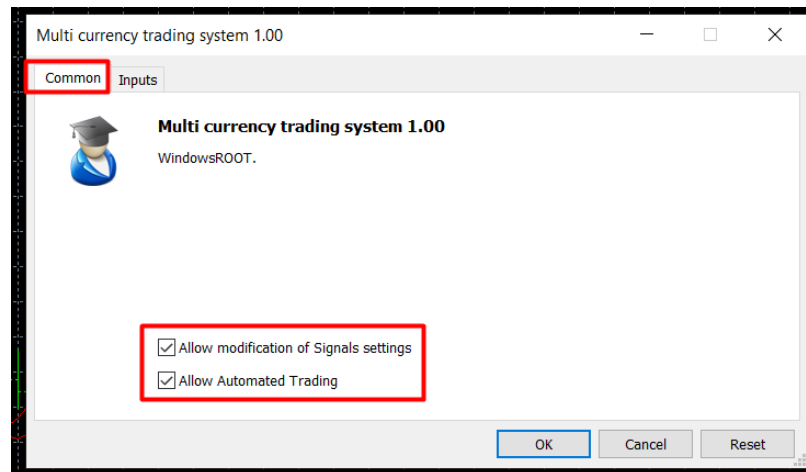 Multi currency trading system 1.00
Common Inputs
Multi currency trading system 1.00
WindowsROOT.
Allow modification of Signals settings
Allow Automated Trading
OK Cancel Reset